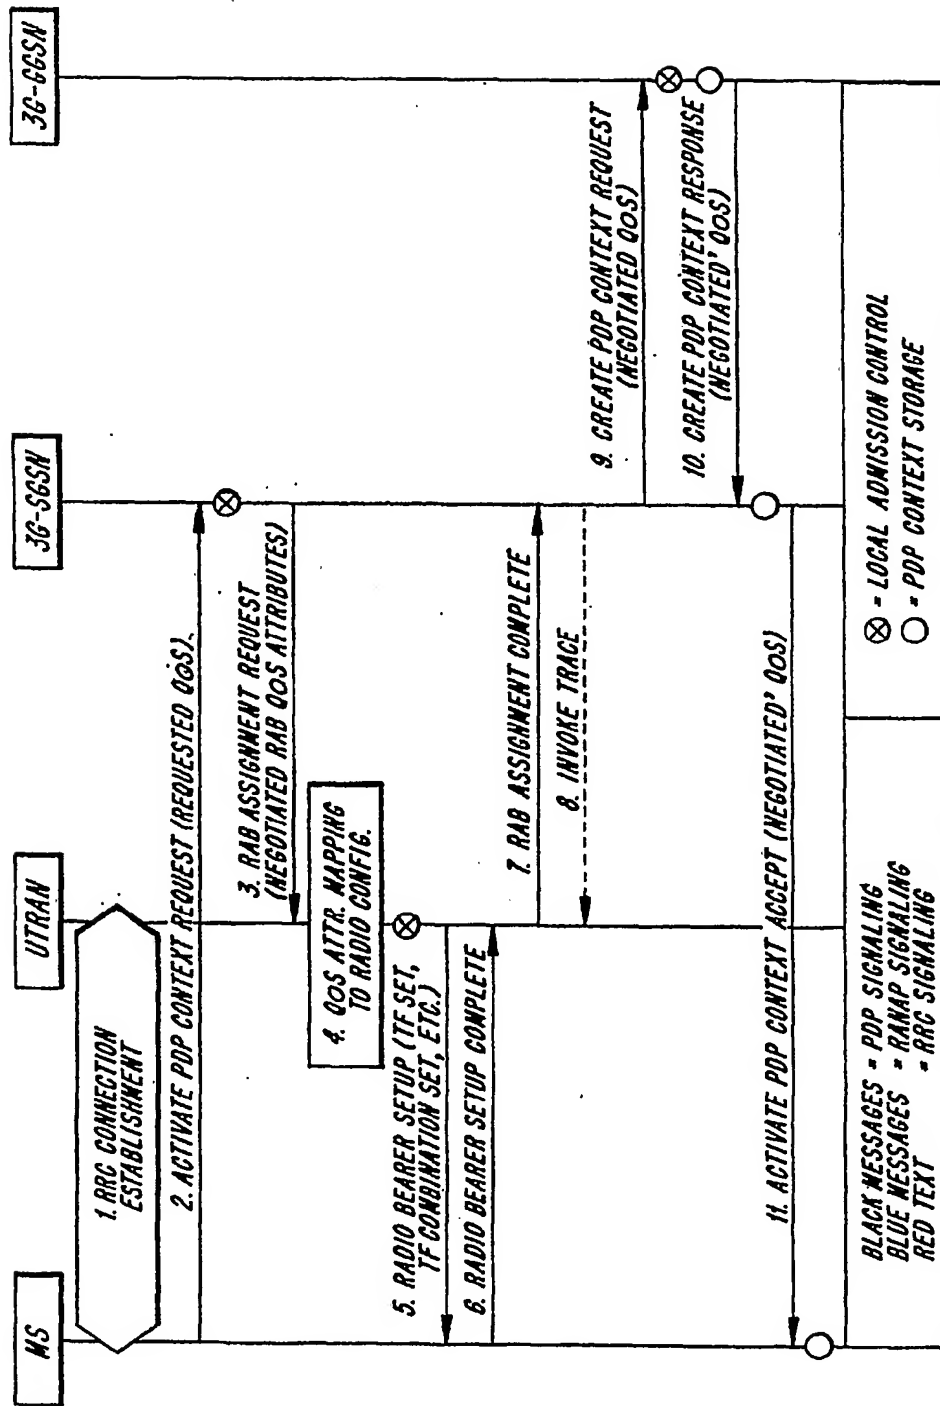 MS
UTRAN
3G-SGSN
3G-GGSN
1. RRC CONNECTION
ESTABLISHMENT
2. ACTIVATE PDP CONTEXT REQUEST (REQUESTED QOS)
3. RAB ASSIGNMENT REQUEST
(NEGOTIATED RAB QOS ATTRIBUTES)
4. QOS ATTR. MAPPING
TO RADIO CONFIG.
5. RADIO BEARER SETUP (TF SET,
TF COMBINATION SET, ETC.)
6. RADIO BEARER SETUP COMPLETE
7. RAB ASSIGNMENT COMPLETE
8. INVOKE TRACE
9. CREATE PDP CONTEXT REQUEST
(NEGOTIATED QOS)
10. CREATE PDP CONTEXT RESPONSE
(NEGOTIATED' QOS)
11. ACTIVATE PDP CONTEXT ACCEPT (NEGOTIATED' QOS)
BLACK MESSAGES = PDP SIGNALING
BLUE MESSAGES = RANAP SIGNALING
RED TEXT = RRC SIGNALING
= LOCAL ADMISSION CONTROL
= PDP CONTEXT STORAGE